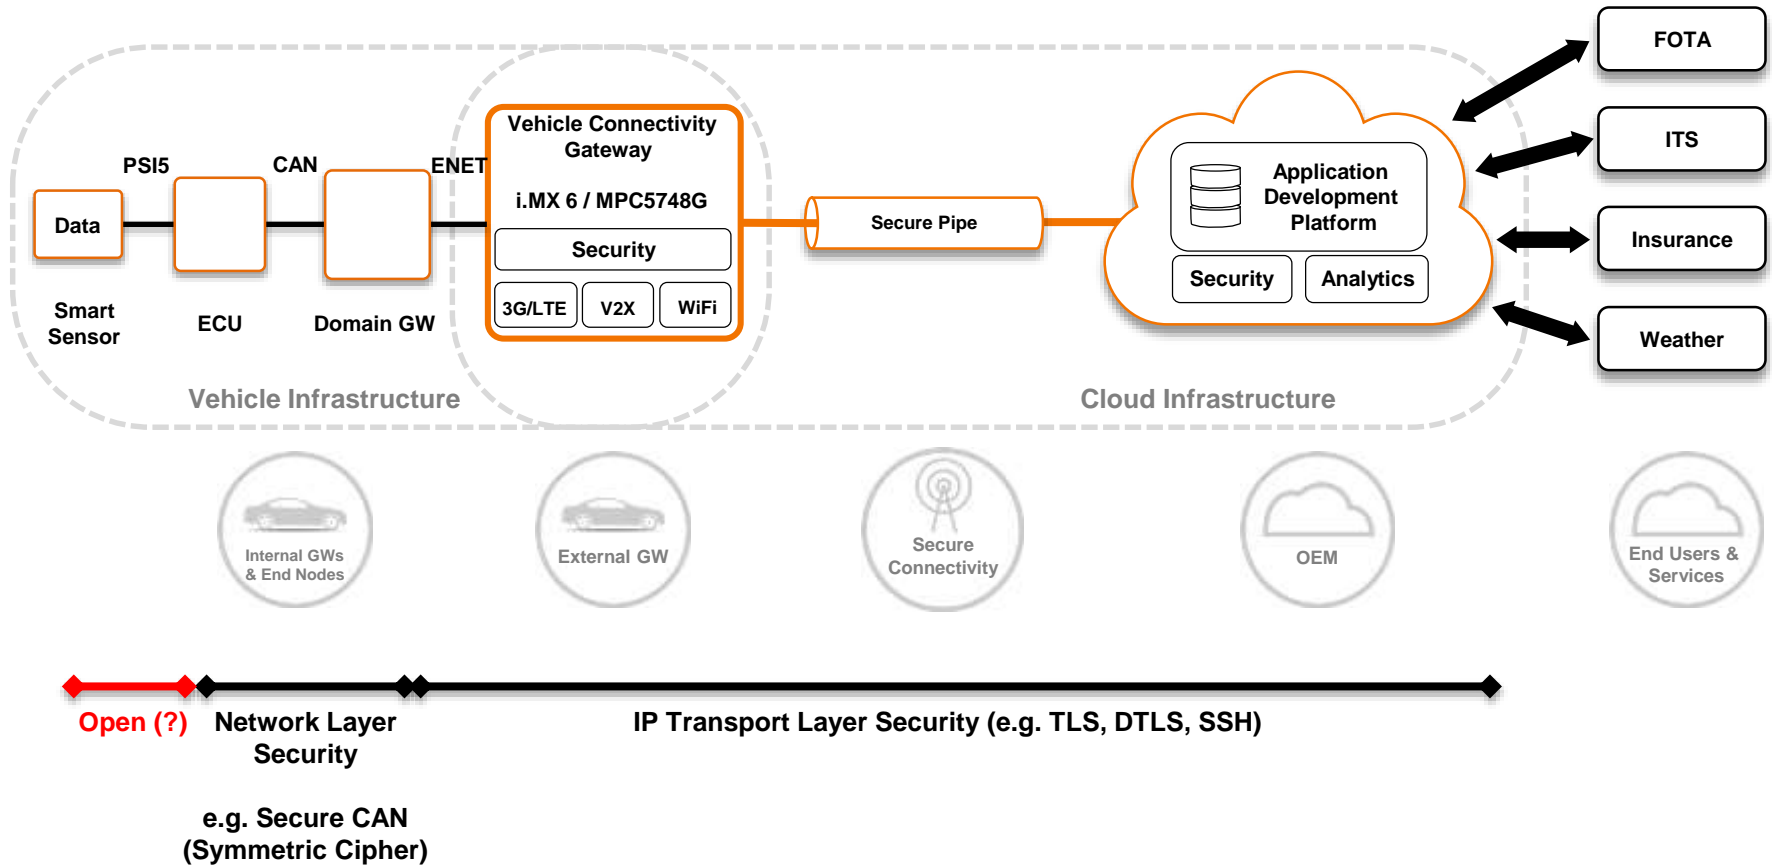 FOTA
ITS
Insurance
Weather
PSI5
CAN
ENET
Data
Smart
Sensor
ECU
Domain GW
Vehicle Connectivity
Gateway
i.MX 6 / MPC5748G
Security
3G/LTE
V2X
WiFi
Secure Pipe
Application
Development
Platform
Security
Analytics
Vehicle Infrastructure
Cloud Infrastructure
Internal GWs
& End Nodes
External GW
Secure
Connectivity
OEM
End Users &
Services
Open (?)
Network Layer
Security
e.g. Secure CAN
(Symmetric Cipher)
IP Transport Layer Security (e.g. TLS, DTLS, SSH)